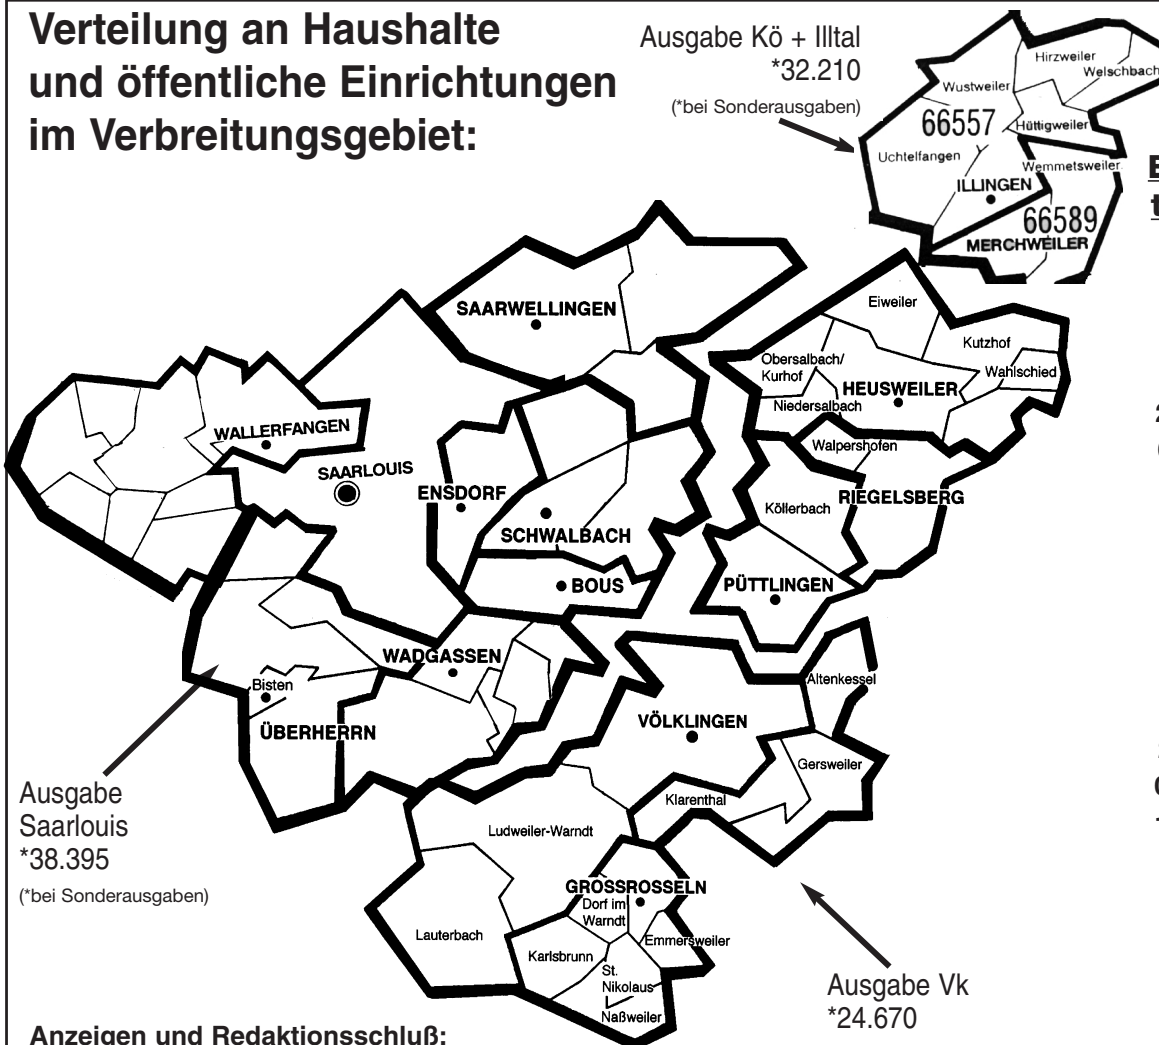 Verteilung an Haushalte
und öffentliche Einrichtungen
im Verbreitungsgebiet:
Ausgabe Kö + Illtal
*32.210
(*bei Sonderausgaben)
Hirzweiler
Welschbach
Wustweiler
66557
Hüttigweiler
Uchtelfangen
Wemmetsweiler
ILLINGEN
66589
MERCHWEILER
SAARWELLINGEN
Eiweiler
Kutzhof
Obersalbach/
Kurhof
Wahlschied
HEUSWEILER
Niedersalbach
WALLERFANGEN
Walpershofen
SAARLOUIS
ENSDORF
RIEGELSBERG
Köllerbach
SCHWALBACH
BOUS
PÜTTLINGEN
WADGASSEN
Altenkessel
Bisten
VÖLKLINGEN
ÜBERHERRN
Gersweiler
Klarenthal
Ausgabe
Saarlouis
*38.395
(*bei Sonderausgaben)
Ludweiler-Warndt
GROSSROSSELN
Dorf im
Warndt
Lauterbach
Emmersweiler
Karlsbrunn
St.
Nikolaus
Naßweiler
Ausgabe Vk
*24.670
Anzeigen und Redaktionsschluß: